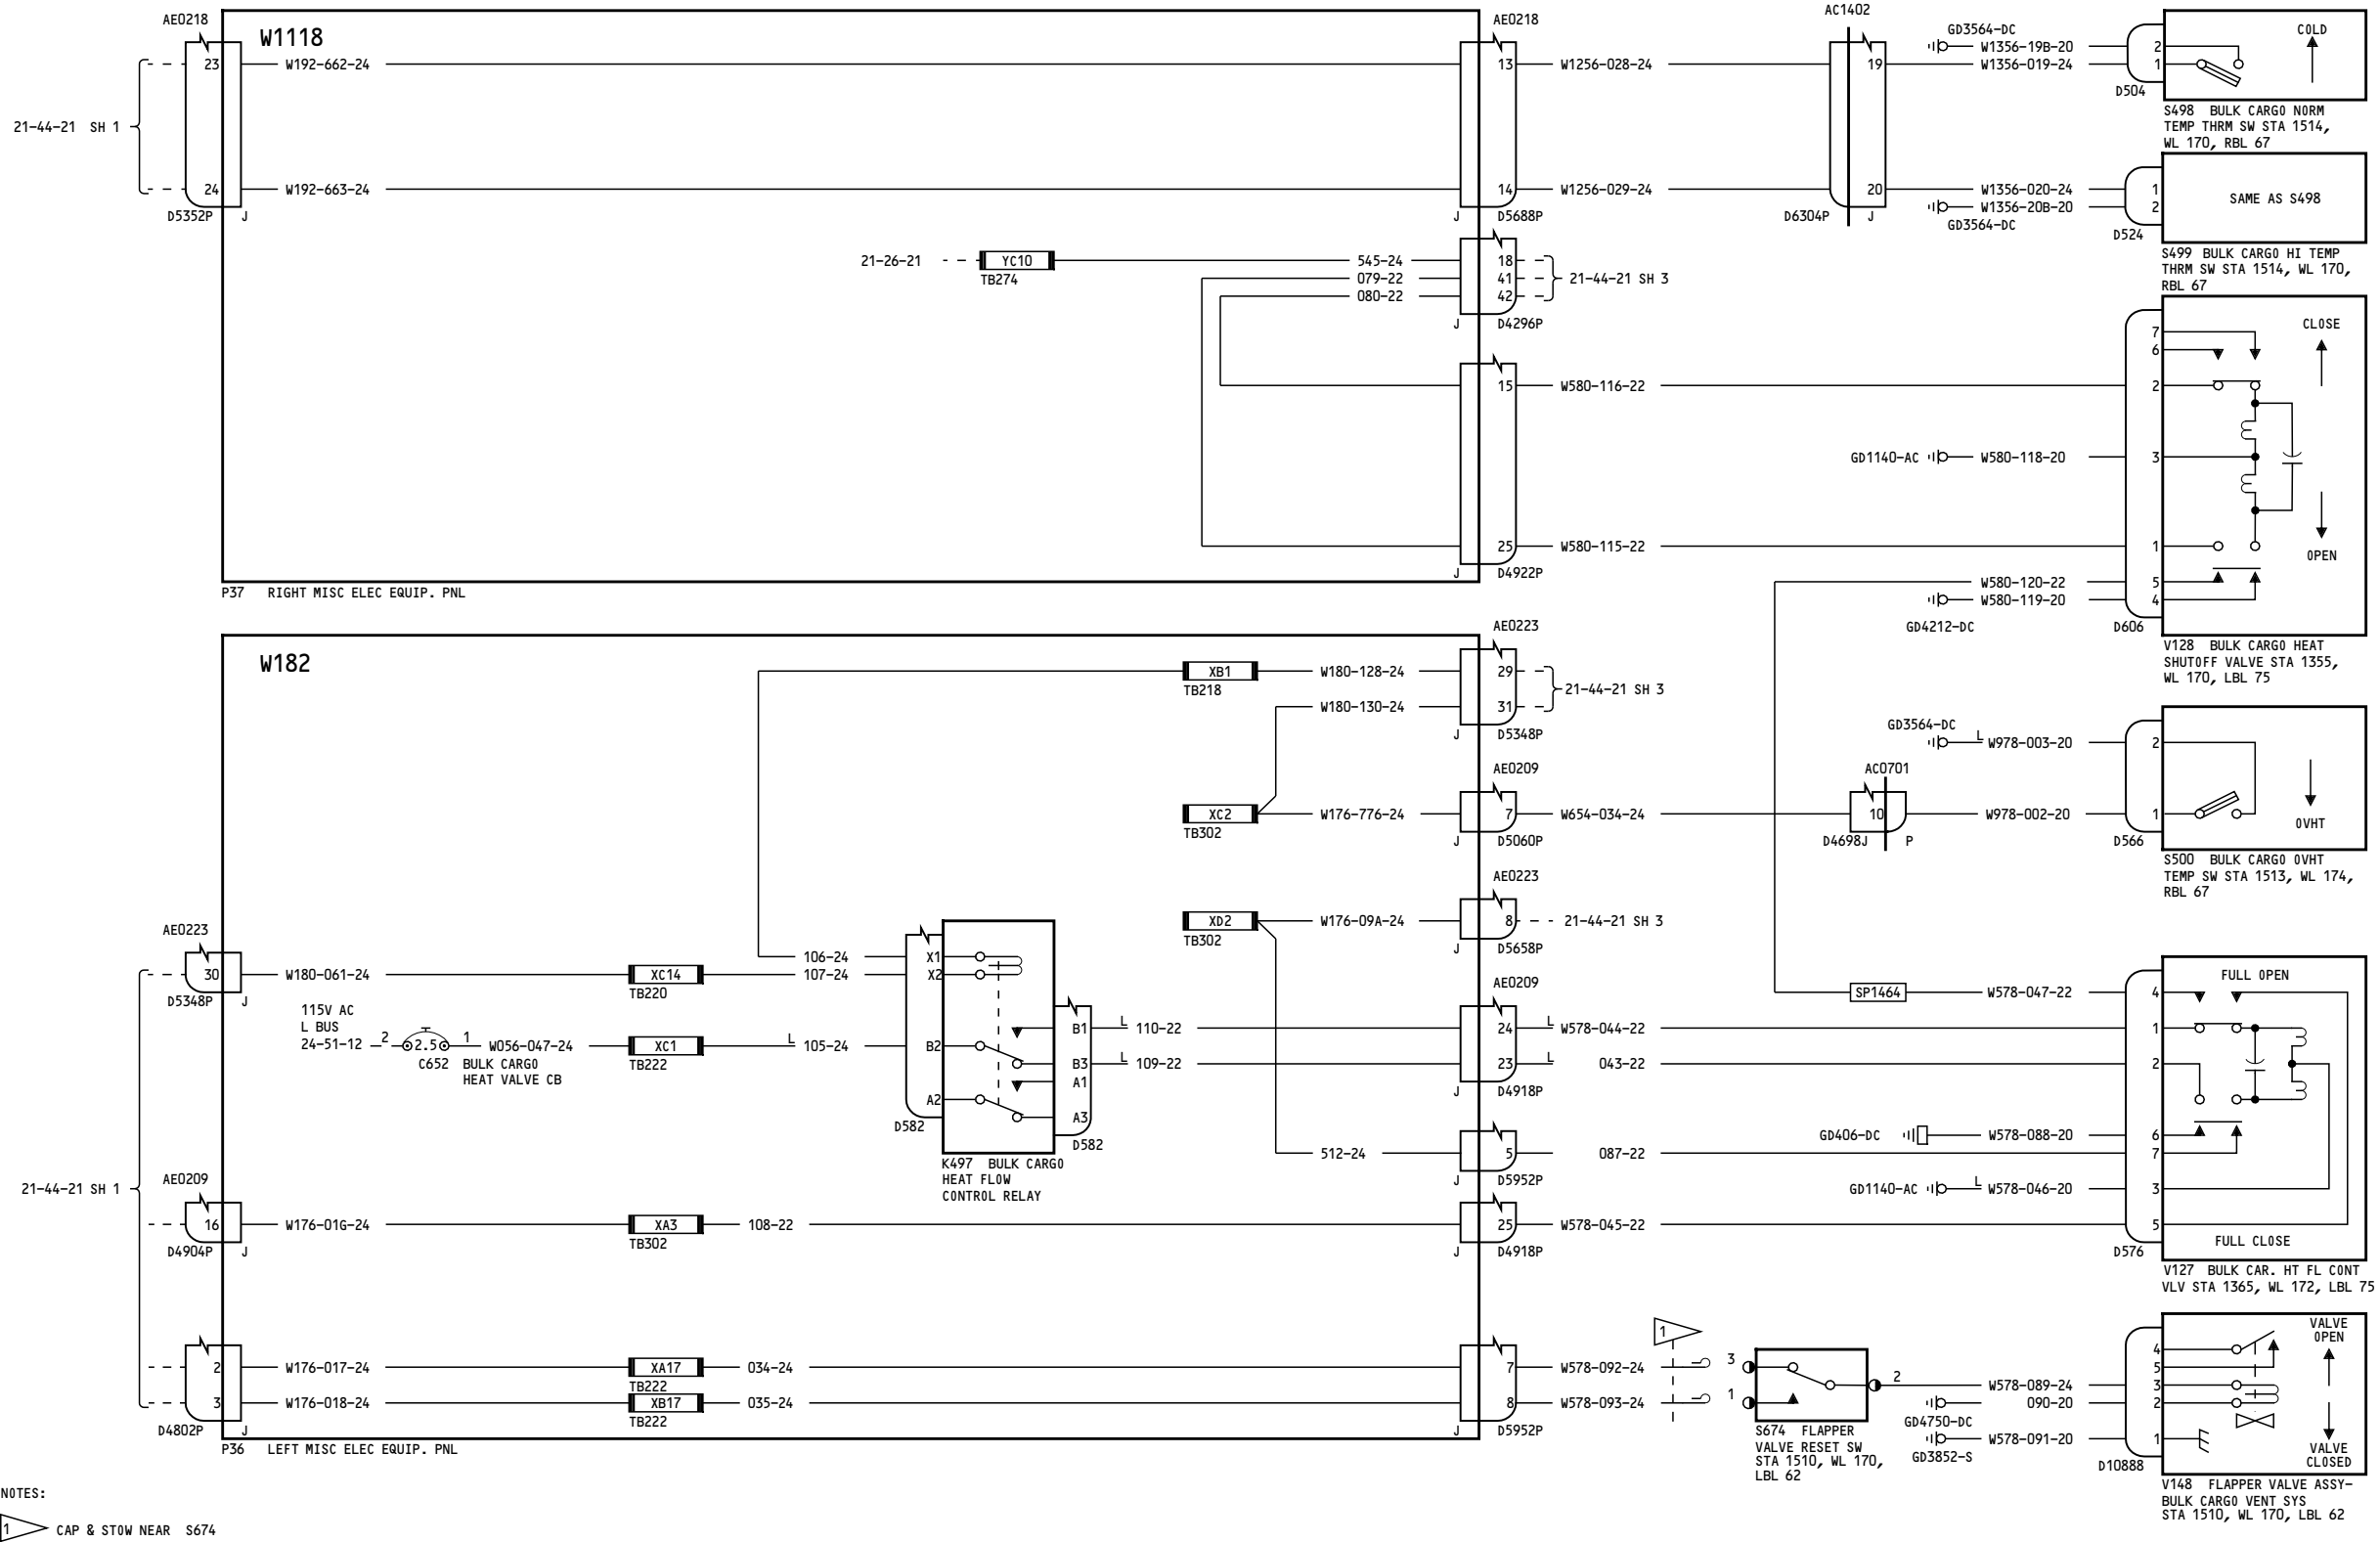 AE0218
W1118
23
W192-662-24
21-44-21 SH 1
24
W192-663-24
D5352P
J
AE0218
13
W1256-028-24
14
W1256-029-24
J
D5688P
AC1402
19
20
D6304P
J
GD3564-DC
W1356-19B-20
W1356-019-24
2
1
D504
COLD
S498 BULK CARGO NORM
TEMP THRM SW STA 1514,
WL 170, RBL 67
W1356-020-24
W1356-20B-20
GD3564-DC
1
2
D524
SAME AS S498
S499 BULK CARGO HI TEMP
THRM SW STA 1514, WL 170,
RBL 67
21-26-21
YC10
TB274
545-24
079-22
080-22
18
41
42
21-44-21 SH 3
J
D4296P
15
W580-116-22
GD1140-AC
W580-118-20
25
W580-115-22
J
D4922P
W580-120-22
W580-119-20
GD4212-DC
7
6
2
3
1
5
4
D606
CLOSE
OPEN
V128 BULK CARGO HEAT
SHUTOFF VALVE STA 1355,
WL 170, LBL 75
P37 RIGHT MISC ELEC EQUIP. PNL
W182
XB1
TB218
W180-128-24
W180-130-24
AE0223
29
31
21-44-21 SH 3
J
D5348P
XC2
TB302
W176-776-24
AE0209
7
J
D5060P
W654-034-24
AC0701
10
D4698J
P
GD3564-DC
L
W978-003-20
W978-002-20
2
1
D566
OVHT
S500 BULK CARGO OVHT
TEMP SW STA 1513, WL 174,
RBL 67
XD2
TB302
W176-09A-24
AE0223
8
21-44-21 SH 3
J
D5658P
AE0223
30
W180-061-24
D5348P
J
XC14
TB220
106-24
107-24
115V AC
L BUS
24-51-12
2
2.5
1
C652 BULK CARGO
HEAT VALVE CB
W056-047-24
XC1
TB222
L
105-24
X1
X2
B2
A2
D582
B1
B3
A1
A3
D582
K497 BULK CARGO
HEAT FLOW
CONTROL RELAY
L
110-22
L
109-22
AE0209
24
23
J
D4918P
L
W578-044-22
L
043-22
SP1464
W578-047-22
512-24
5
J
D5952P
087-22
GD406-DC
W578-088-20
GD1140-AC
L
W578-046-20
4
1
2
6
7
3
5
D576
FULL OPEN
FULL CLOSE
V127 BULK CAR. HT FL CONT
VLV STA 1365, WL 172, LBL 75
21-44-21 SH 1
AE0209
16
W176-01G-24
D4904P
J
XA3
TB302
108-22
25
W578-045-22
J
D4918P
2
W176-017-24
XA17
TB222
034-24
3
W176-018-24
XB17
TB222
035-24
D4802P
J
7
W578-092-24
8
W578-093-24
J
D5952P
1
3
1
2
S674 FLAPPER
VALVE RESET SW
STA 1510, WL 170,
LBL 62
W578-089-24
090-20
GD4750-DC
W578-091-20
GD3852-S
4
5
3
2
1
D10888
VALVE
OPEN
VALVE
CLOSED
V148 FLAPPER VALVE ASSY-
BULK CARGO VENT SYS
STA 1510, WL 170, LBL 62
P36 LEFT MISC ELEC EQUIP. PNL
NOTES:
1 CAP & STOW NEAR S674